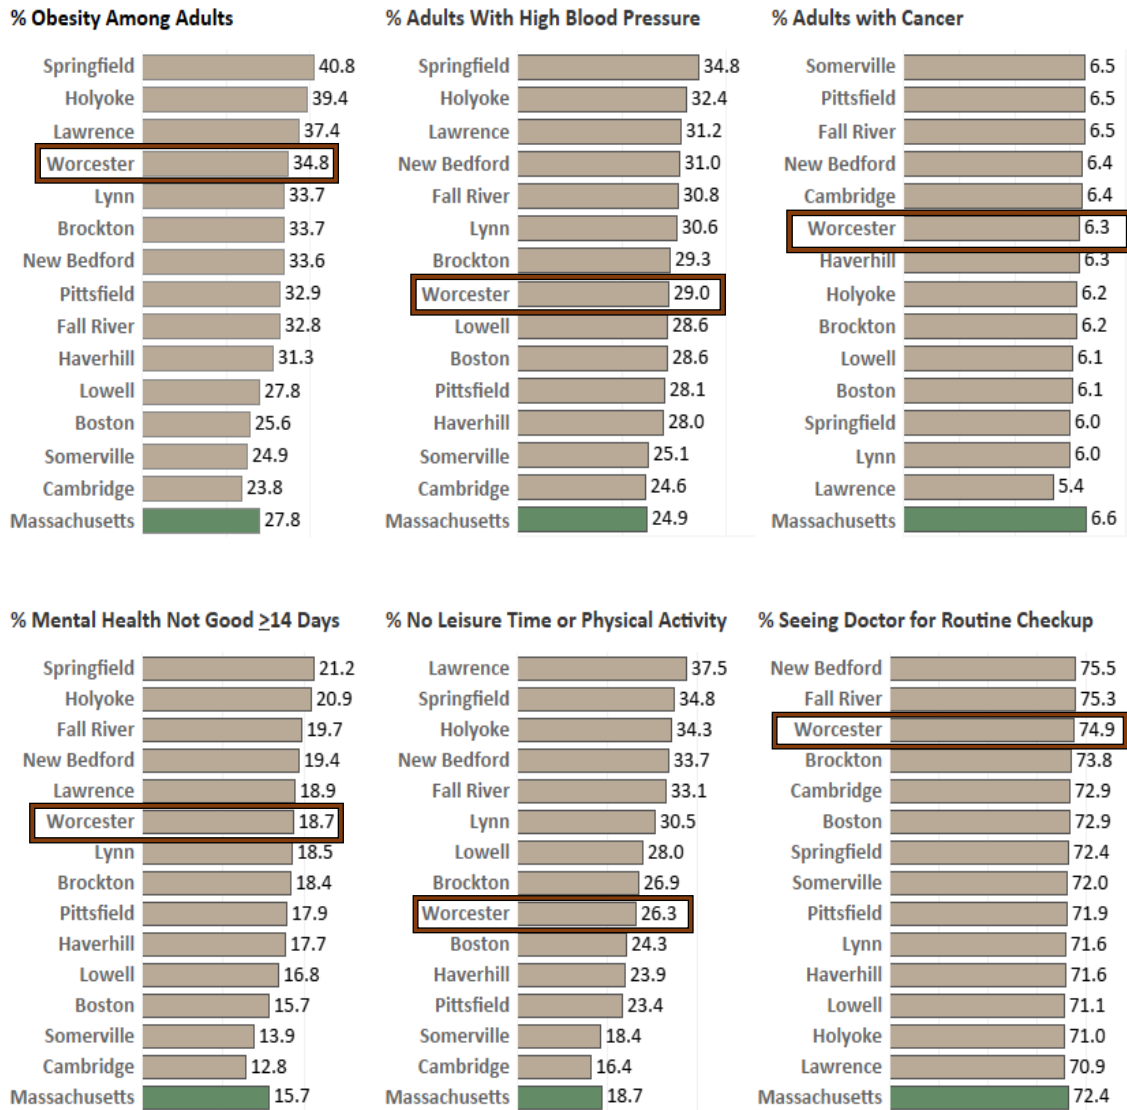 % Obesity Among Adults
Springfield 40.8
Holyoke 39.4
Lawrence 37.4
Worcester 34.8
Lynn 33.7
Brockton 33.7
New Bedford 33.6
Pittsfield 32.9
Fall River 32.8
Haverhill 31.3
Lowell 27.8
Boston 25.6
Somerville 24.9
Cambridge 23.8
Massachusetts 27.8
% Adults With High Blood Pressure
Springfield 34.8
Holyoke 32.4
Lawrence 31.2
New Bedford 31.0
Fall River 30.8
Lynn 30.6
Brockton 29.3
Worcester 29.0
Lowell 28.6
Boston 28.6
Pittsfield 28.1
Haverhill 28.0
Somerville 25.1
Cambridge 24.6
Massachusetts 24.9
% Adults with Cancer
Somerville 6.5
Pittsfield 6.5
Fall River 6.5
New Bedford 6.4
Cambridge 6.4
Worcester 6.3
Haverhill 6.3
Holyoke 6.2
Brockton 6.2
Lowell 6.1
Boston 6.1
Springfield 6.0
Lynn 6.0
Lawrence 5.4
Massachusetts 6.6
% Mental Health Not Good ≥14 Days
Springfield 21.2
Holyoke 20.9
Fall River 19.7
New Bedford 19.4
Lawrence 18.9
Worcester 18.7
Lynn 18.5
Brockton 18.4
Pittsfield 17.9
Haverhill 17.7
Lowell 16.8
Boston 15.7
Somerville 13.9
Cambridge 12.8
Massachusetts 15.7
% No Leisure Time or Physical Activity
Lawrence 37.5
Springfield 34.8
Holyoke 34.3
New Bedford 33.7
Fall River 33.1
Lynn 30.5
Lowell 28.0
Brockton 26.9
Worcester 26.3
Boston 24.3
Haverhill 23.9
Pittsfield 23.4
Somerville 18.4
Cambridge 16.4
Massachusetts 18.7
% Seeing Doctor for Routine Checkup
New Bedford 75.5
Fall River 75.3
Worcester 74.9
Brockton 73.8
Cambridge 72.9
Boston 72.9
Springfield 72.4
Somerville 72.0
Pittsfield 71.9
Lynn 71.6
Haverhill 71.6
Lowell 71.1
Holyoke 71.0
Lawrence 70.9
Massachusetts 72.4